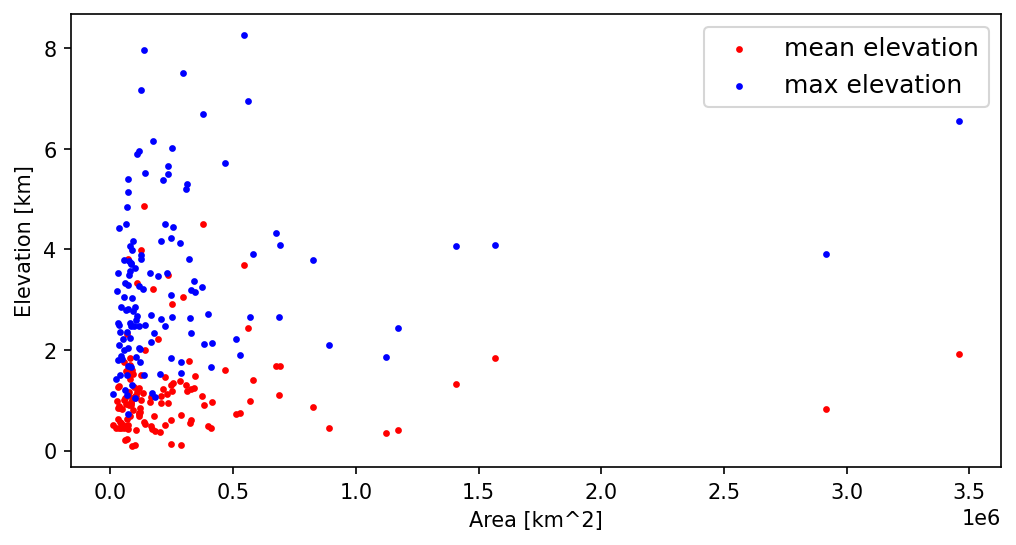 mean elevation
max elevation
Elevation [km]
8
6
4
2
0
0.0 0.5 1.0 1.5 2.0 2.5 3.0 3.5
1e6
Area [km^2]